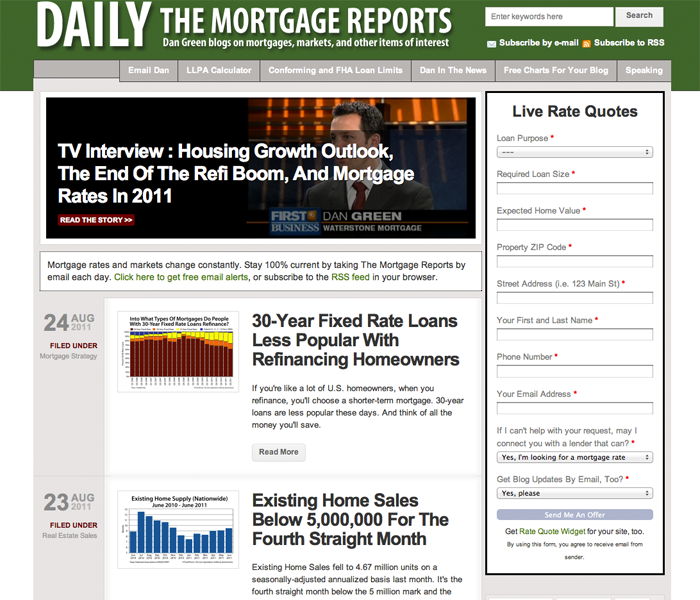 DAILY THE MORTGAGE REPORTS
Dan Green blogs on mortgages, markets, and other items of interest
Enter keywords here
Search
Subscribe by e-mail
Subscribe to RSS
Email Dan
LLPA Calculator
Conforming and FHA Loan Limits
Dan In The News
Free Charts For Your Blog
Speaking
TV Interview : Housing Growth Outlook,
The End Of The Refi Boom, And Mortgage
Rates In 2011
READ THE STORY >>
FIRST
BUSINESS
DAN GREEN
WATERSTONE MORTGAGE
Mortgage rates and markets change constantly. Stay 100% current by taking The Mortgage Reports by
email each day. Click here to get free email alerts, or subscribe to the RSS feed in your browser.
24 AUG
2011
FILED UNDER
Mortgage Strategy
Into What Types Of Mortgages Do People
With 30-Year Fixed Rate Loans Refinance?
30-Year Fixed Rate Loans
Less Popular With
Refinancing Homeowners
If you're like a lot of U.S. homeowners, when you
refinance, you'll choose a shorter-term mortgage. 30-year
loans are less popular these days. And think of all the
money you'll save.
Read More
23 AUG
2011
FILED UNDER
Real Estate Sales
Existing Home Supply (Nationwide)
June 2010 - June 2011
Existing Home Sales
Below 5,000,000 For The
Fourth Straight Month
Existing Home Sales fell to 4.67 million units on a
seasonally-adjusted annualized basis last month. It's the
fourth straight month below the 5 million mark and the
Live Rate Quotes
Loan Purpose *
---
Required Loan Size *
Expected Home Value *
Property ZIP Code *
Street Address (i.e. 123 Main St) *
Your First and Last Name *
Phone Number *
Your Email Address *
If I can't help with your request, may I
connect you with a lender that can? *
Yes, I'm looking for a mortgage rate
Get Blog Updates By Email, Too? *
Yes, please
Send Me An Offer
Get Rate Quote Widget for your site, too.
By using this form, you agree to receive email from
sender.